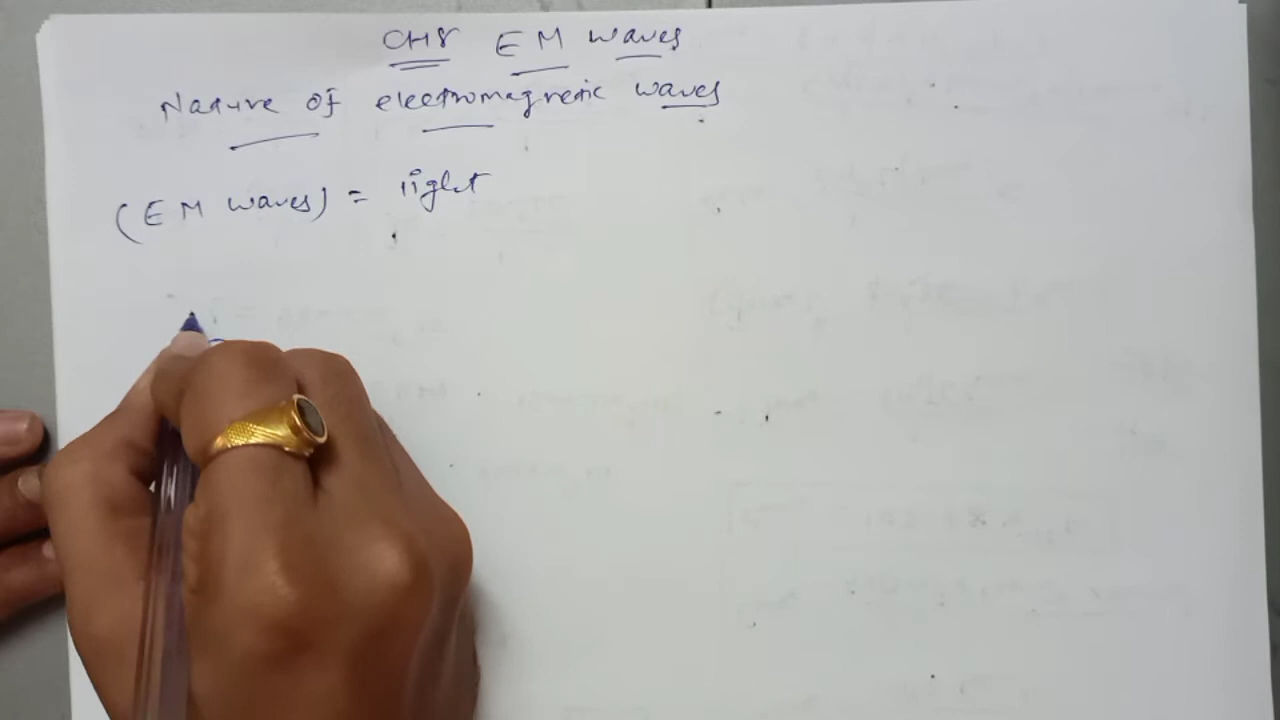 CH8 EM waves
Nature of electromagnetic waves
(EM waves) = light